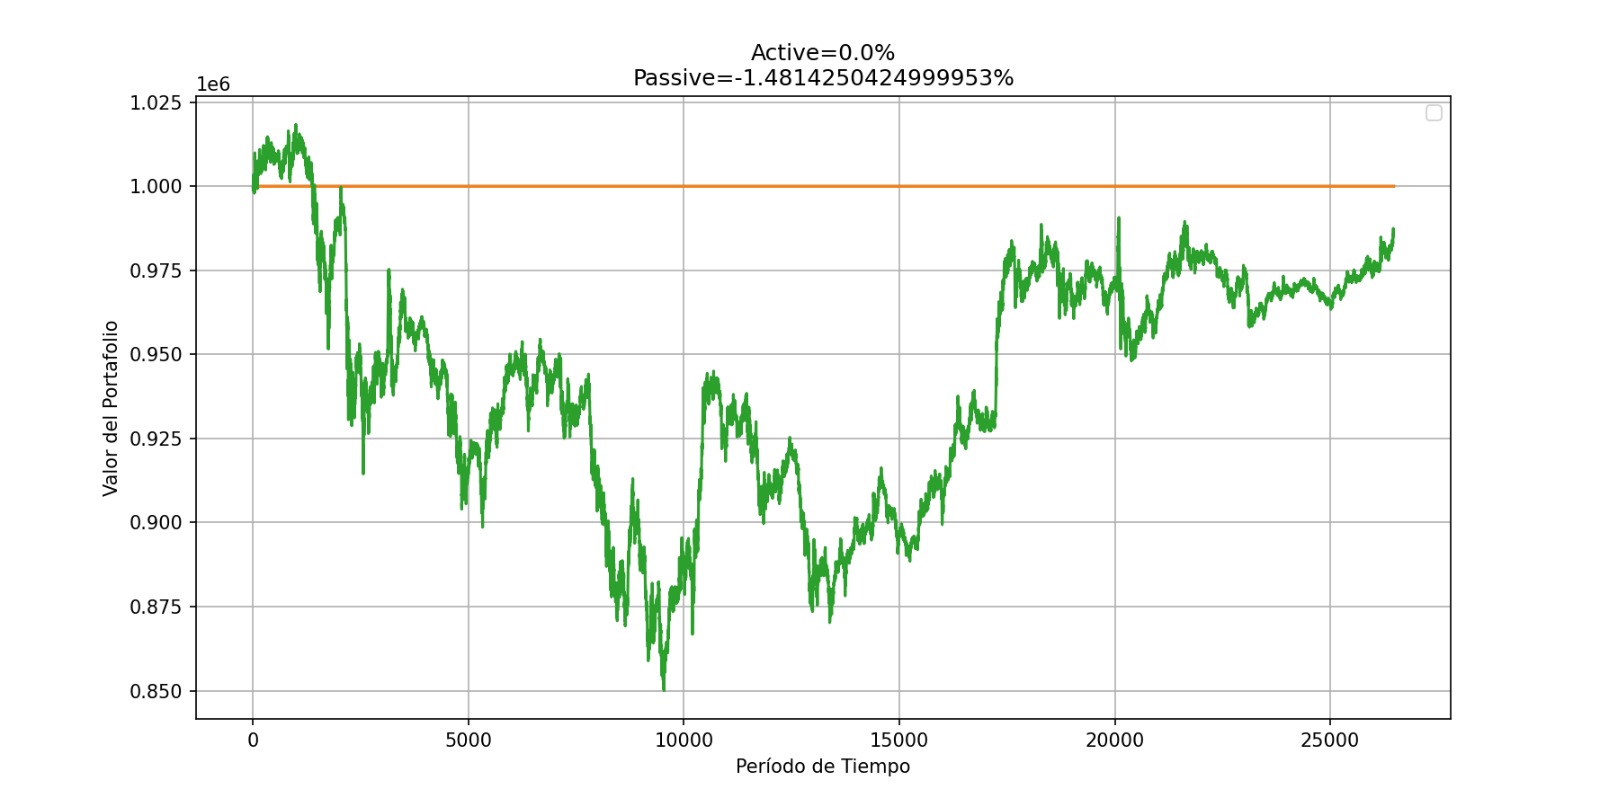 Active=0.0%
Passive=-1.4814250424999953%
1e6
1.025
1.000
0.975
0.950
0.925
0.900
0.875
0.850
Valor del Portafolio
0 5000 10000 15000 20000 25000
Período de Tiempo